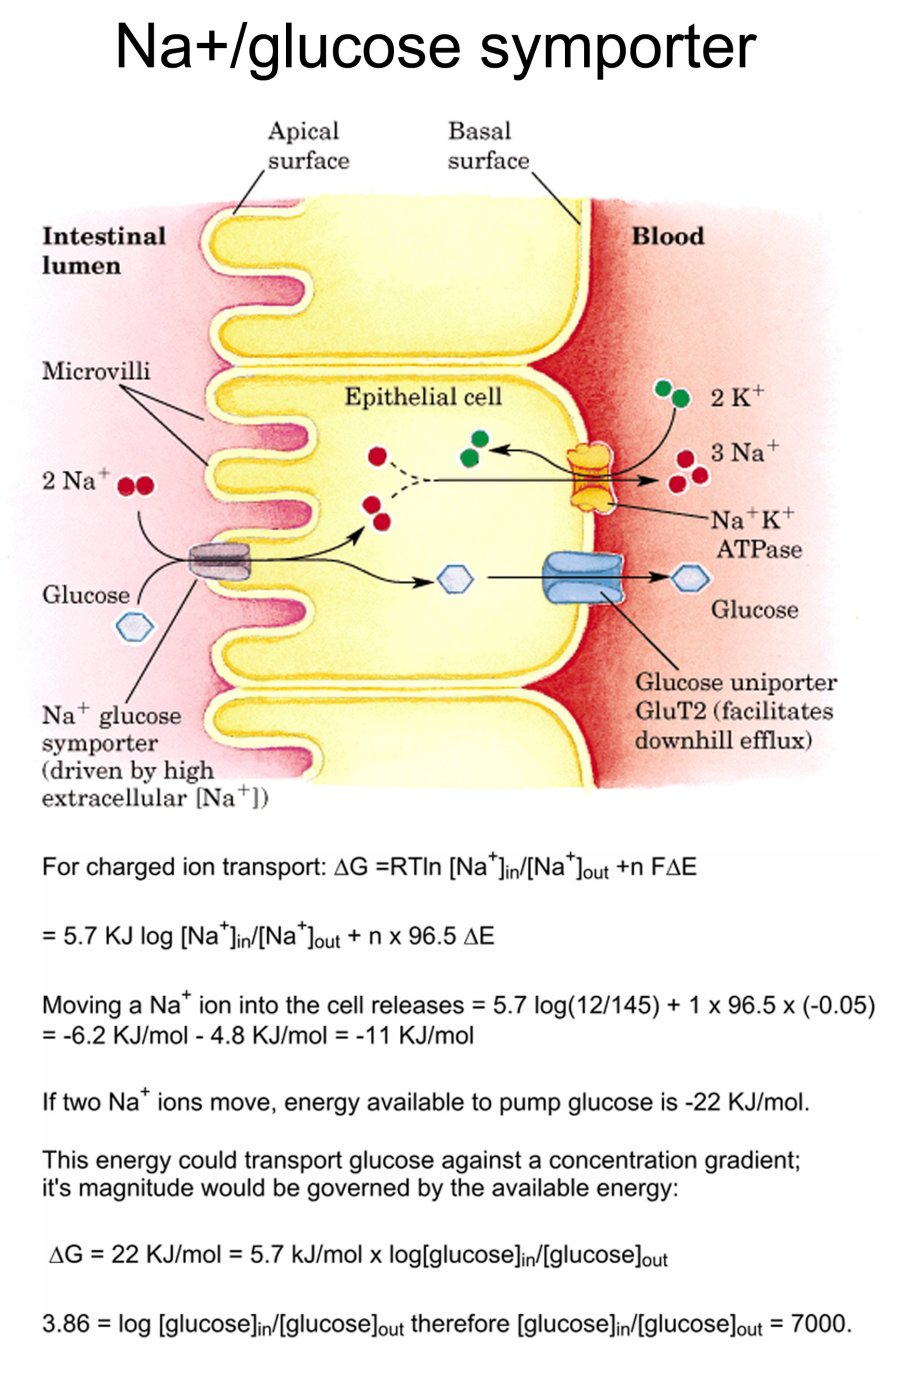 Na+/glucose symporter
Apical
surface
Basal
surface
Intestinal
lumen
Blood
Microvilli
Epithelial cell
2 K⁺
3 Na⁺
2 Na⁺
Na⁺K⁺
ATPase
Glucose
Glucose
Glucose uniporter
GluT2 (facilitates
downhill efflux)
Na⁺ glucose
symporter
(driven by high
extracellular [Na⁺])
For charged ion transport: ΔG =RTln [Na⁺]in/[Na⁺]out +n FΔE
= 5.7 KJ log [Na⁺]in/[Na⁺]out + n x 96.5 ΔE
Moving a Na⁺ ion into the cell releases = 5.7 log(12/145) + 1 x 96.5 x (-0.05)
= -6.2 KJ/mol - 4.8 KJ/mol = -11 KJ/mol
If two Na⁺ ions move, energy available to pump glucose is -22 KJ/mol.
This energy could transport glucose against a concentration gradient;
it's magnitude would be governed by the available energy:
ΔG = 22 KJ/mol = 5.7 kJ/mol x log[glucose]in/[glucose]out
3.86 = log [glucose]in/[glucose]out therefore [glucose]in/[glucose]out = 7000.